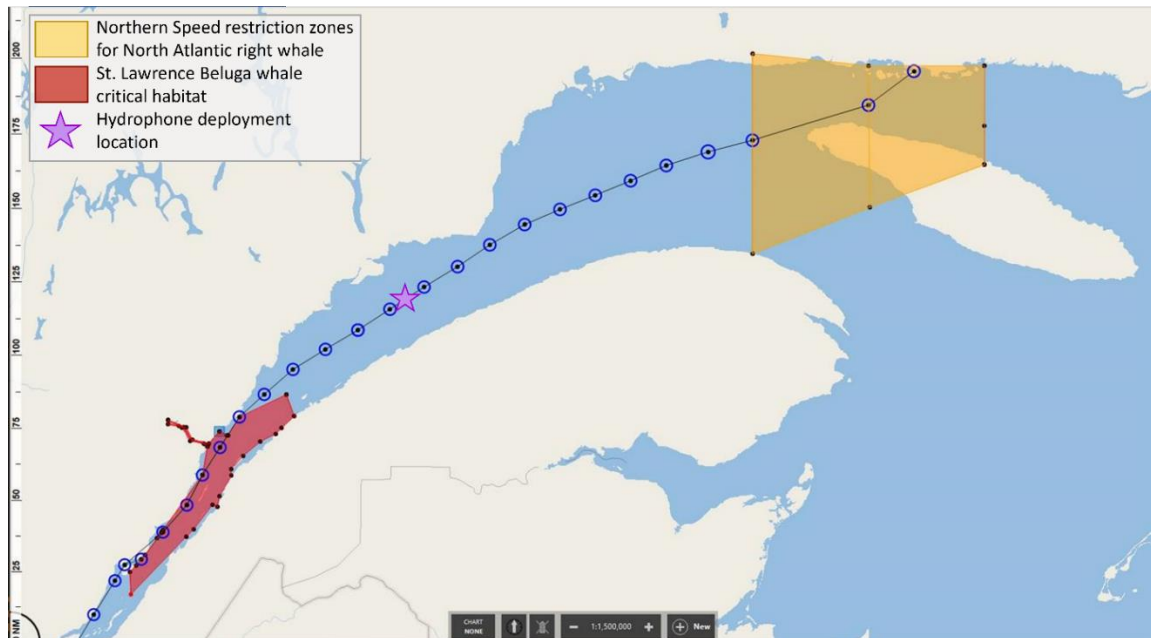 Northern Speed restriction zones
for North Atlantic right whale
St. Lawrence Beluga whale
critical habitat
Hydrophone deployment
location
200
175
150
125
100
75
50
25
0 NM
CHART
NONE
1:1,500,000
New